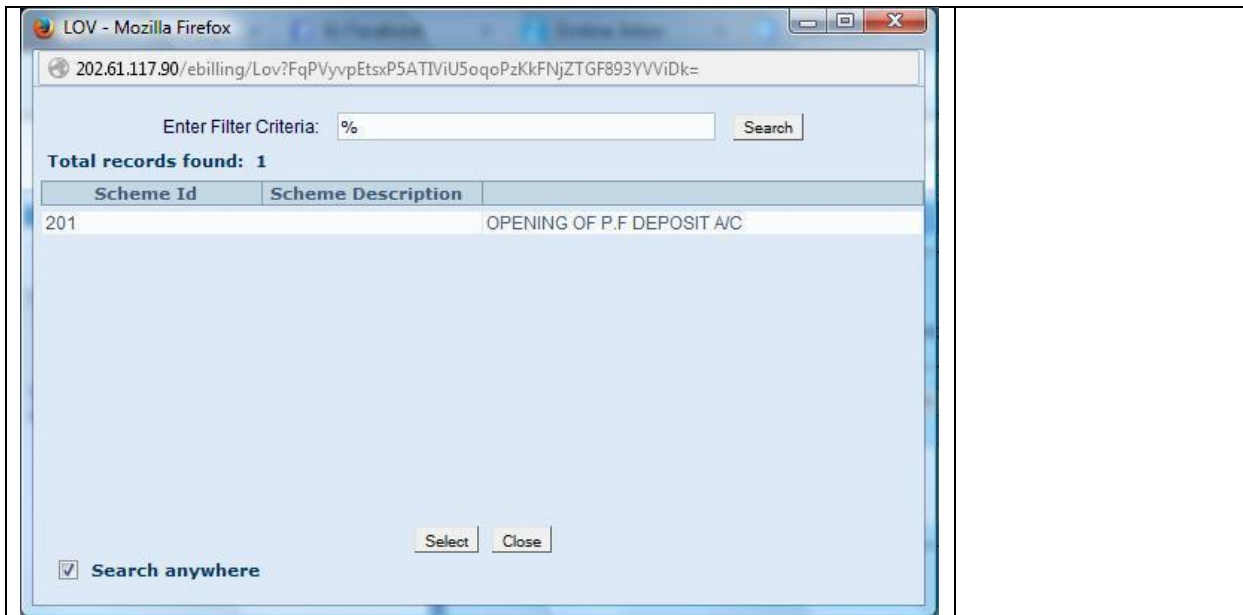 LOV - Mozilla Firefox
202.61.117.90/ebilling/Lov?FqPVyvpEtsxP5ATIViU5oqoPzKkFNjZTGF893YVViDk=
Enter Filter Criteria: % Search
Total records found: 1
Scheme Id Scheme Description
201 OPENING OF P.F DEPOSIT A/C
Select Close
Search anywhere